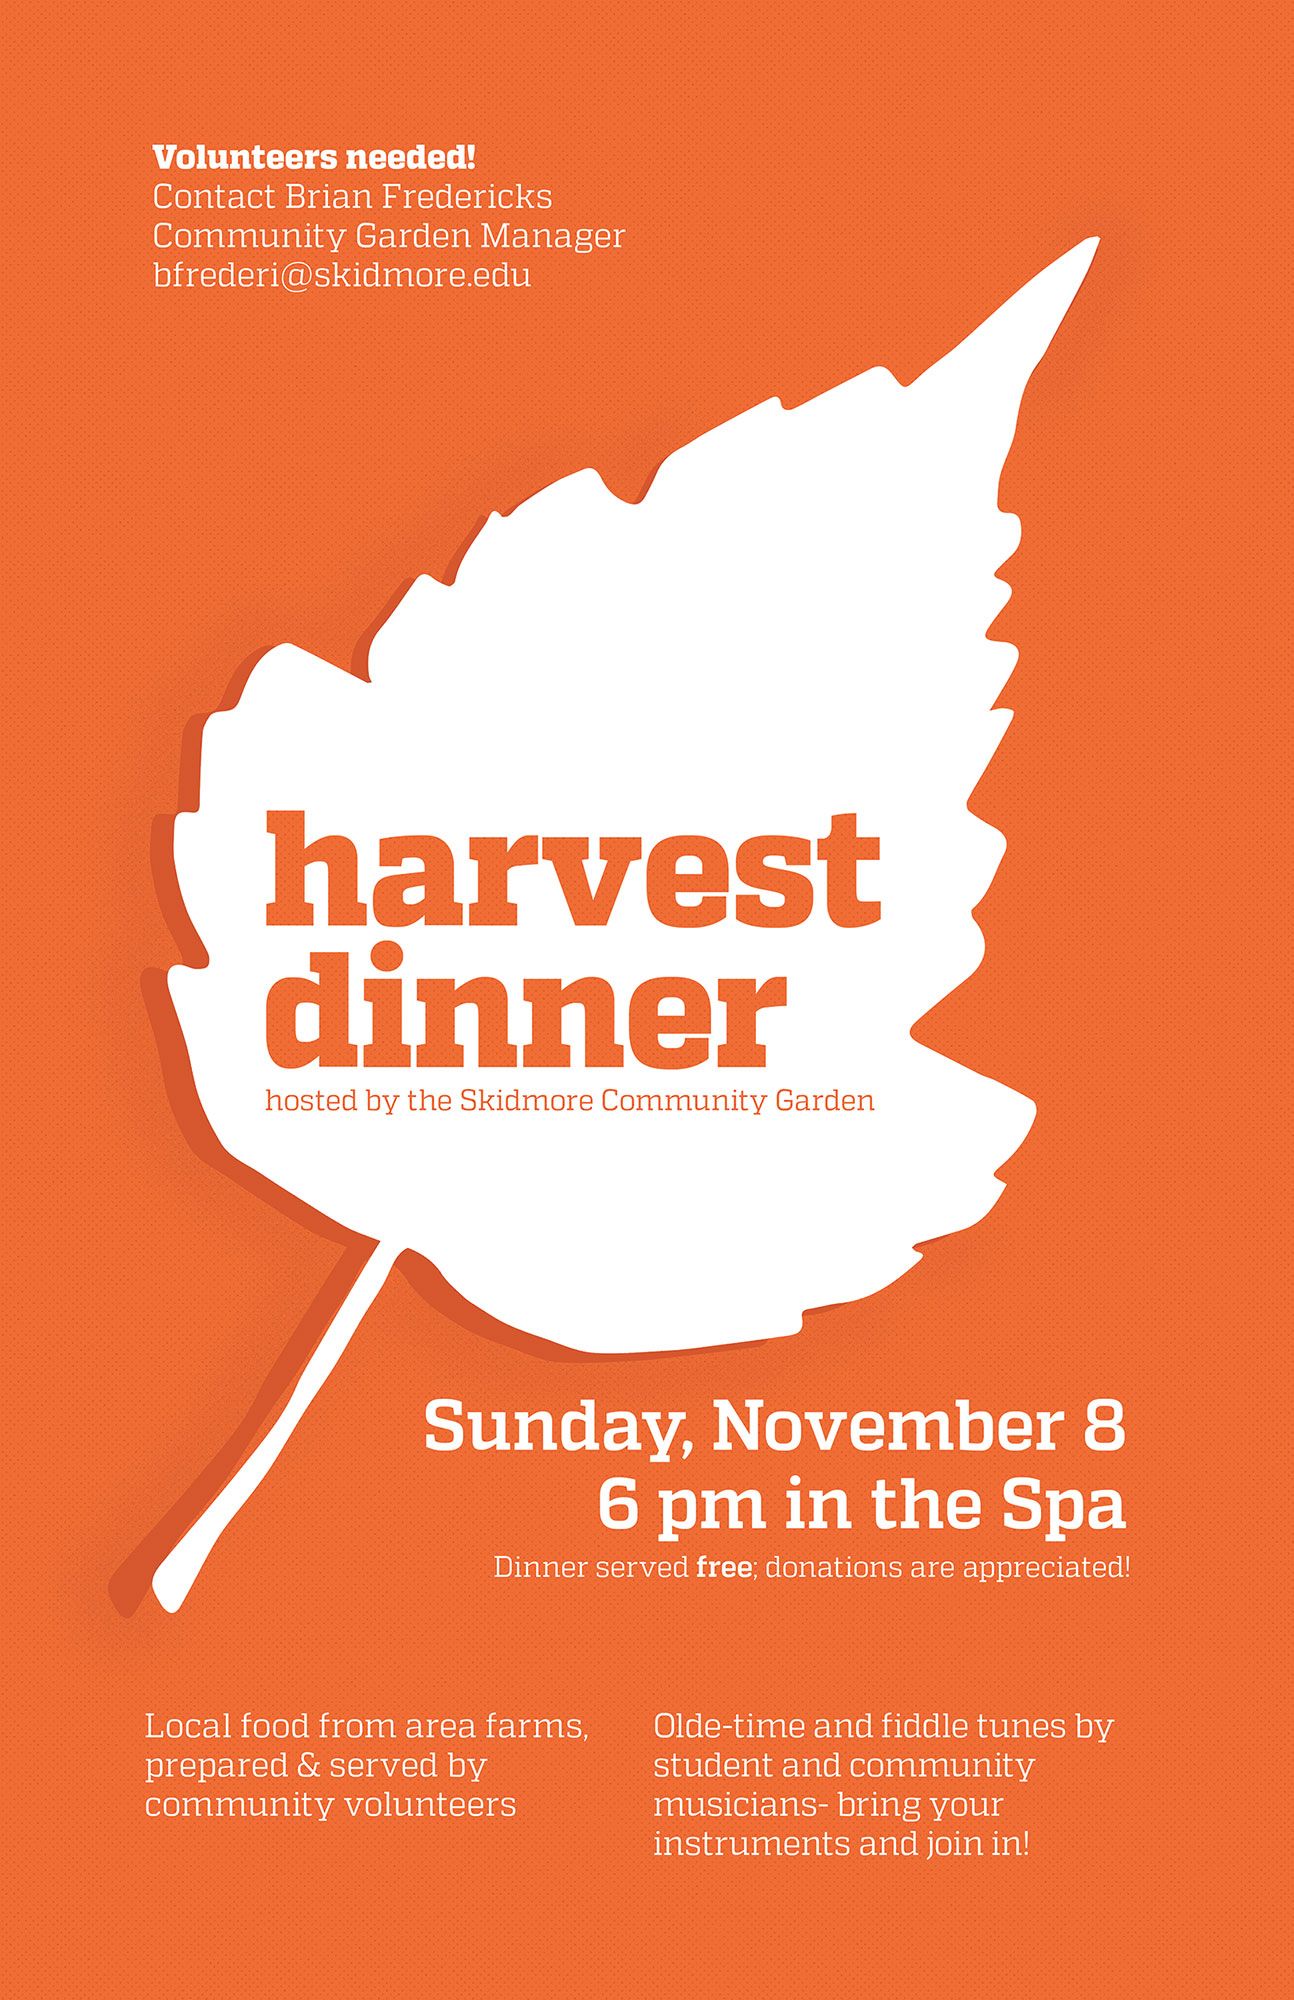 Volunteers needed!
Contact Brian Fredericks
Community Garden Manager
bfrederi@skidmore.edu
harvest
dinner
hosted by the Skidmore Community Garden
Sunday, November 8
6 pm in the Spa
Dinner served free; donations are appreciated!
Local food from area farms,
prepared & served by
community volunteers
Olde-time and fiddle tunes by
student and community
musicians- bring your
instruments and join in!